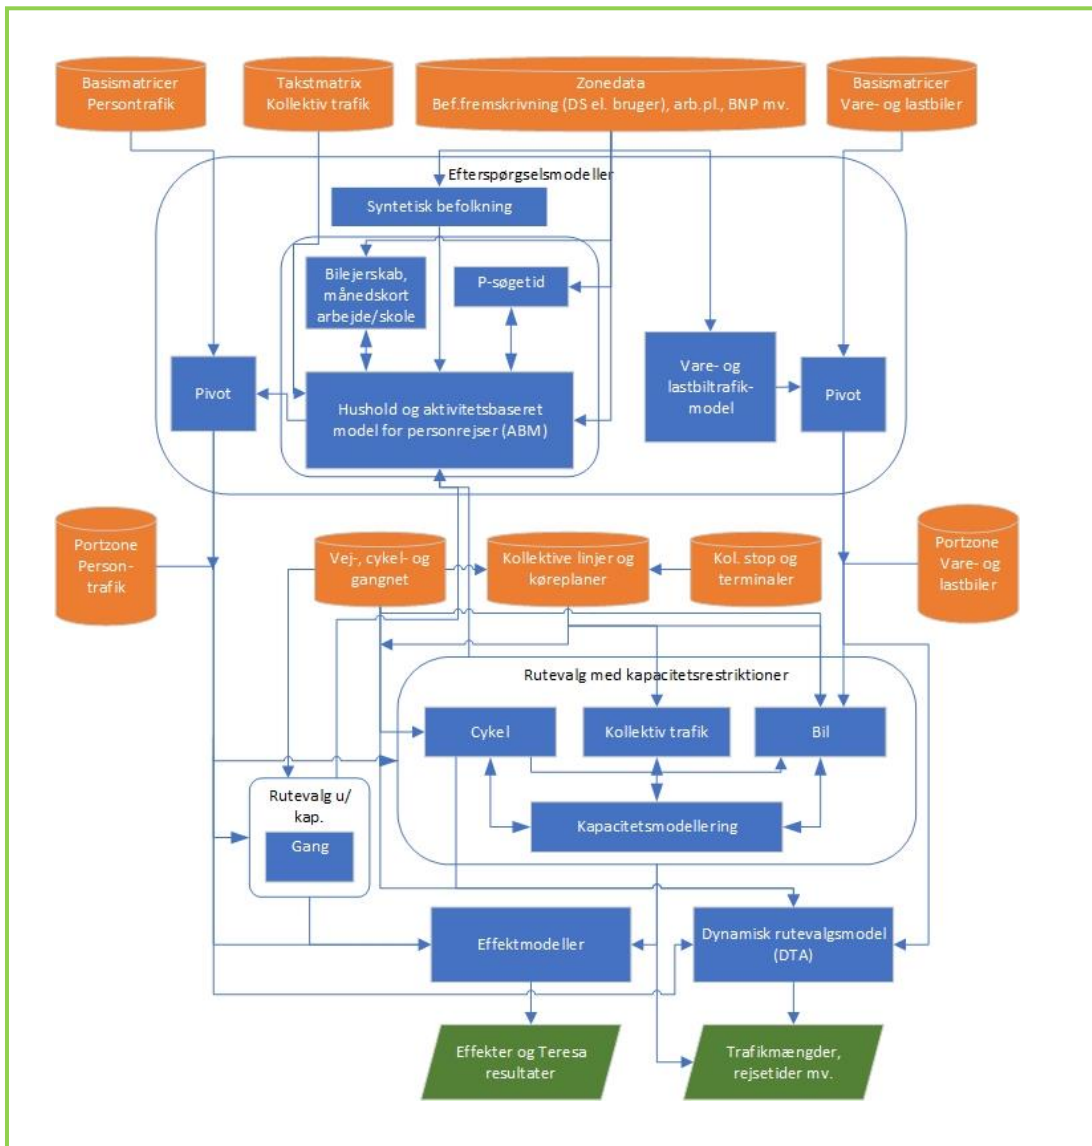 Basismatricer
Persontrafik
Takstmatrix
Kollektiv trafik
Zonedata
Bef.fremskrivning (DS el. bruger), arb.pl., BNP mv.
Basismatricer
Vare- og lastbiler
Efterspørgselsmodeller
Syntetisk befolkning
Bilejerskab,
månedskort
arbejde/skole
P-søgetid
Pivot
Hushold og aktivitetsbaseret
model for personrejser (ABM)
Vare- og
lastbiltrafik-
model
Pivot
Portzone
Person-
trafik
Vej-, cykel- og
gangnet
Kollektive linjer og
køreplaner
Kol. stop og
terminaler
Portzone
Vare- og
lastbiler
Rutevalg med kapacitetsrestriktioner
Cykel
Kollektiv trafik
Bil
Kapacitetsmodellering
Rutevalg u/
kap.
Gang
Effektmodeller
Dynamisk rutevalgsmodel
(DTA)
Effekter og Teresa
resultater
Trafikmængder,
rejsetider mv.